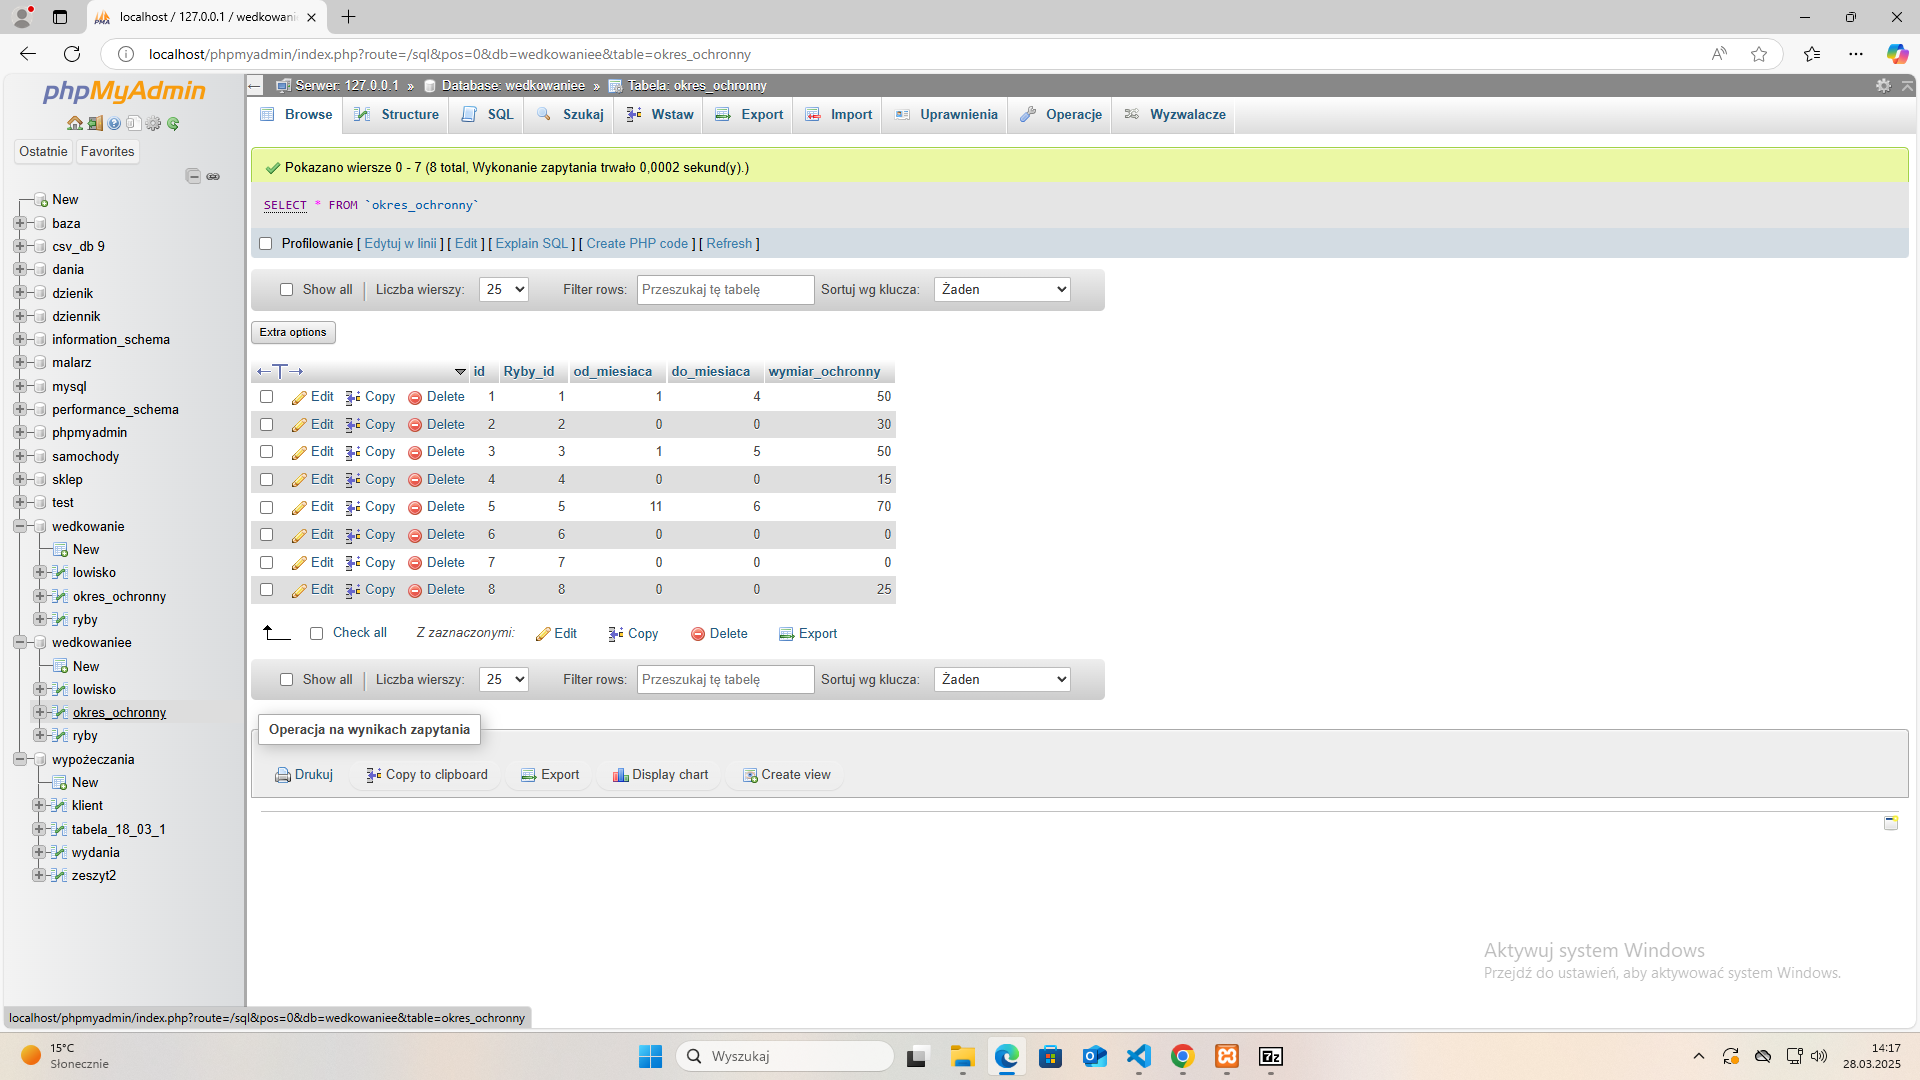 localhost / 127.0.0.1 / wedkowani
localhost/phpmyadmin/index.php?route=/sql&pos=0&db=wedkowaniee&table=okres_ochronny
phpMyAdmin
Ostatnie Favorites
New
baza
csv_db 9
dania
dzienik
dziennik
information_schema
malarz
mysql
performance_schema
phpmyadmin
samochody
sklep
test
wedkowanie
New
lowisko
okres_ochronny
ryby
wedkowaniee
New
lowisko
okres_ochronny
ryby
wypożeczania
New
klient
tabela_18_03_1
wydania
zeszyt2
Serwer: 127.0.0.1 » Database: wedkowaniee » Tabela: okres_ochronny
Browse Structure SQL Szukaj Wstaw Export Import Uprawnienia Operacje Wyzwalacze
Pokazano wiersze 0 - 7 (8 total, Wykonanie zapytania trwało 0,0002 sekund(y).)
SELECT * FROM `okres_ochronny`
Profilowanie [ Edytuj w linii ] [ Edit ] [ Explain SQL ] [ Create PHP code ] [ Refresh ]
Show all | Liczba wierszy: 25 Filter rows: Przeszukaj tę tabelę Sortuj wg klucza: Żaden
Extra options
←T→ id Ryby_id od_miesiaca do_miesiaca wymiar_ochronny
Edit Copy Delete 1 1 1 4 50
Edit Copy Delete 2 2 0 0 30
Edit Copy Delete 3 3 1 5 50
Edit Copy Delete 4 4 0 0 15
Edit Copy Delete 5 5 11 6 70
Edit Copy Delete 6 6 0 0 0
Edit Copy Delete 7 7 0 0 0
Edit Copy Delete 8 8 0 0 25
Check all Z zaznaczonymi: Edit Copy Delete Export
Show all | Liczba wierszy: 25 Filter rows: Przeszukaj tę tabelę Sortuj wg klucza: Żaden
Operacja na wynikach zapytania
Drukuj Copy to clipboard Export Display chart Create view
Aktywuj system Windows
Przejdź do ustawień, aby aktywować system Windows.
localhost/phpmyadmin/index.php?route=/sql&pos=0&db=wedkowaniee&table=okres_ochronny
15°C
Słonecznie
Wyszukaj
7z
14:17
28.03.2025